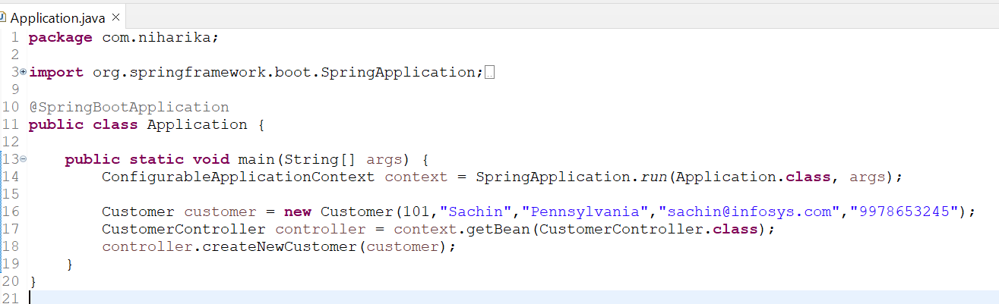 Application.java ×
1 package com.niharika;
2
3 import org.springframework.boot.SpringApplication;
9
10 @SpringBootApplication
11 public class Application {
12
13     public static void main(String[] args) {
14         ConfigurableApplicationContext context = SpringApplication.run(Application.class, args);
15
16         Customer customer = new Customer(101,"Sachin","Pennsylvania","sachin@infosys.com","9978653245");
17         CustomerController controller = context.getBean(CustomerController.class);
18         controller.createNewCustomer(customer);
19     }
20 }
21